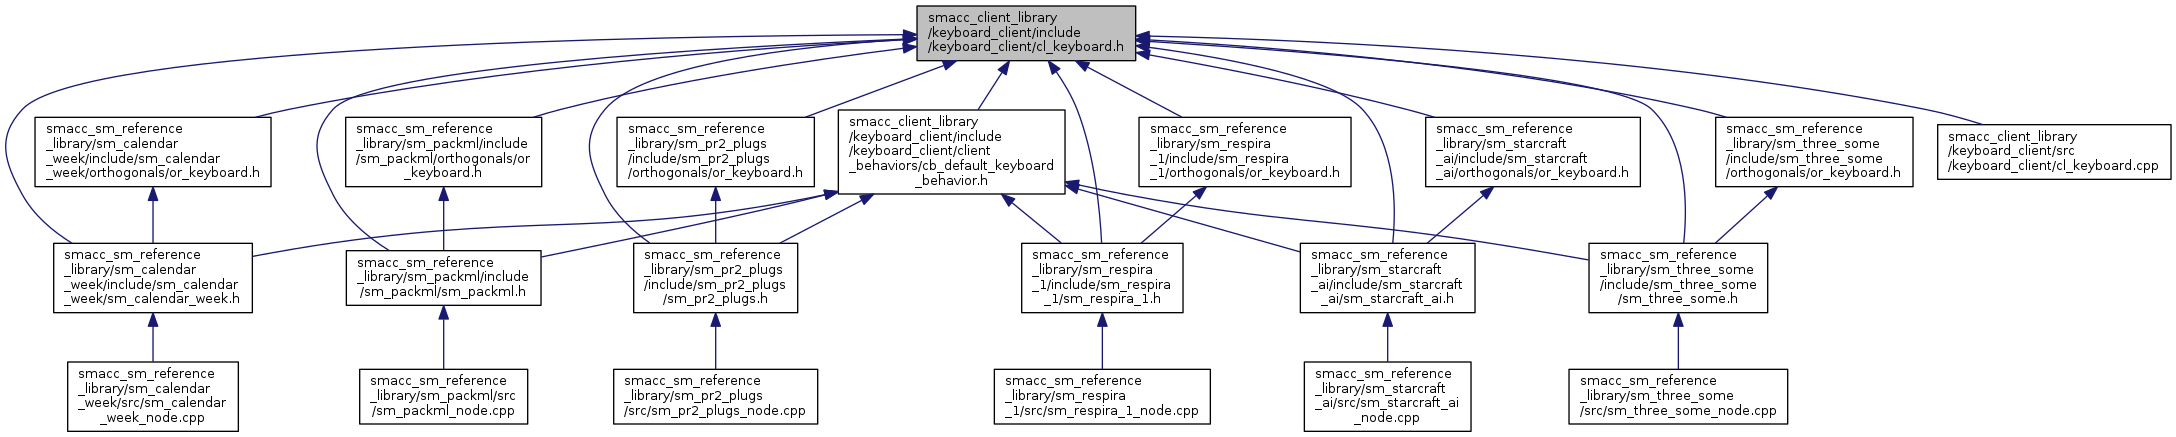 smacc_client_library
/keyboard_client/include
/keyboard_client/cl_keyboard.h
smacc_sm_reference
_library/sm_calendar
_week/include/sm_calendar
_week/orthogonals/or_keyboard.h
smacc_sm_reference
_library/sm_packml/include
/sm_packml/orthogonals/or
_keyboard.h
smacc_sm_reference
_library/sm_pr2_plugs
/include/sm_pr2_plugs
/orthogonals/or_keyboard.h
smacc_client_library
/keyboard_client/include
/keyboard_client/client
_behaviors/cb_default_keyboard
_behavior.h
smacc_sm_reference
_library/sm_respira
_1/include/sm_respira
_1/orthogonals/or_keyboard.h
smacc_sm_reference
_library/sm_starcraft
_ai/include/sm_starcraft
_ai/orthogonals/or_keyboard.h
smacc_sm_reference
_library/sm_three_some
/include/sm_three_some
/orthogonals/or_keyboard.h
smacc_client_library
/keyboard_client/src
/keyboard_client/cl_keyboard.cpp
smacc_sm_reference
_library/sm_calendar
_week/include/sm_calendar
_week/sm_calendar_week.h
smacc_sm_reference
_library/sm_packml/include
/sm_packml/sm_packml.h
smacc_sm_reference
_library/sm_pr2_plugs
/include/sm_pr2_plugs
/sm_pr2_plugs.h
smacc_sm_reference
_library/sm_respira
_1/include/sm_respira
_1/sm_respira_1.h
smacc_sm_reference
_library/sm_starcraft
_ai/include/sm_starcraft
_ai/sm_starcraft_ai.h
smacc_sm_reference
_library/sm_three_some
/include/sm_three_some
/sm_three_some.h
smacc_sm_reference
_library/sm_calendar
_week/src/sm_calendar
_week_node.cpp
smacc_sm_reference
_library/sm_packml/src
/sm_packml_node.cpp
smacc_sm_reference
_library/sm_pr2_plugs
/src/sm_pr2_plugs_node.cpp
smacc_sm_reference
_library/sm_respira
_1/src/sm_respira_1_node.cpp
smacc_sm_reference
_library/sm_starcraft
_ai/src/sm_starcraft_ai
_node.cpp
smacc_sm_reference
_library/sm_three_some
/src/sm_three_some_node.cpp